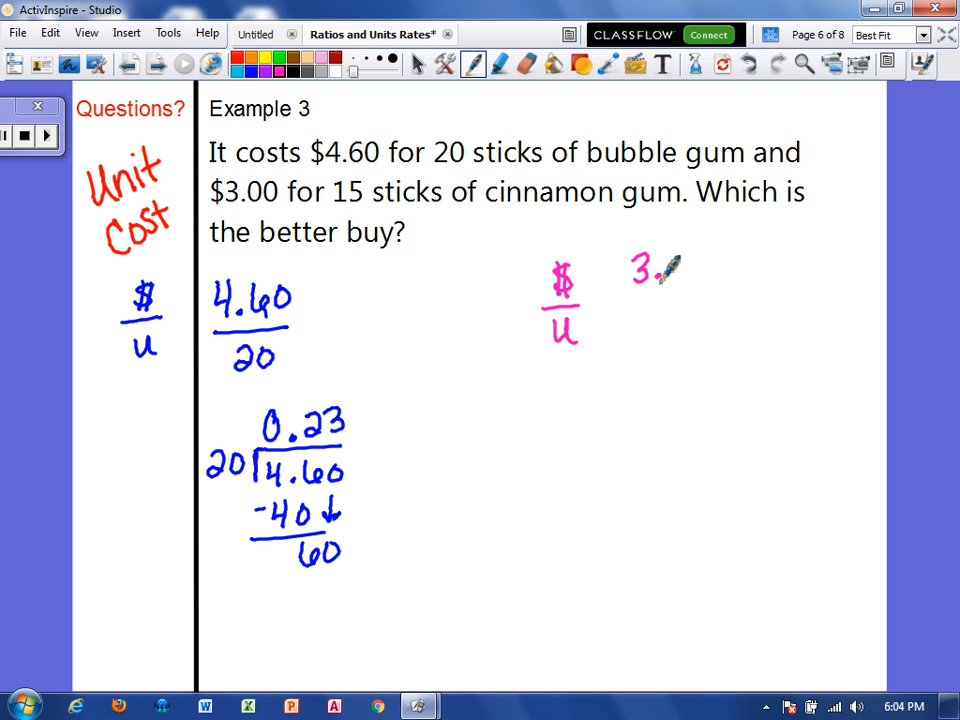 ActivInspire - Studio
File Edit View Insert Tools Help
Untitled
Ratios and Units Rates*
CLASSFLOW Connect
Page 6 of 8
Best Fit
Questions?
Unit
Cost
Example 3
It costs $4.60 for 20 sticks of bubble gum and
$3.00 for 15 sticks of cinnamon gum. Which is
the better buy?
$
u
4.60
20
$
u
3.
0.23
20 4.60
-40↓
60
6:04 PM